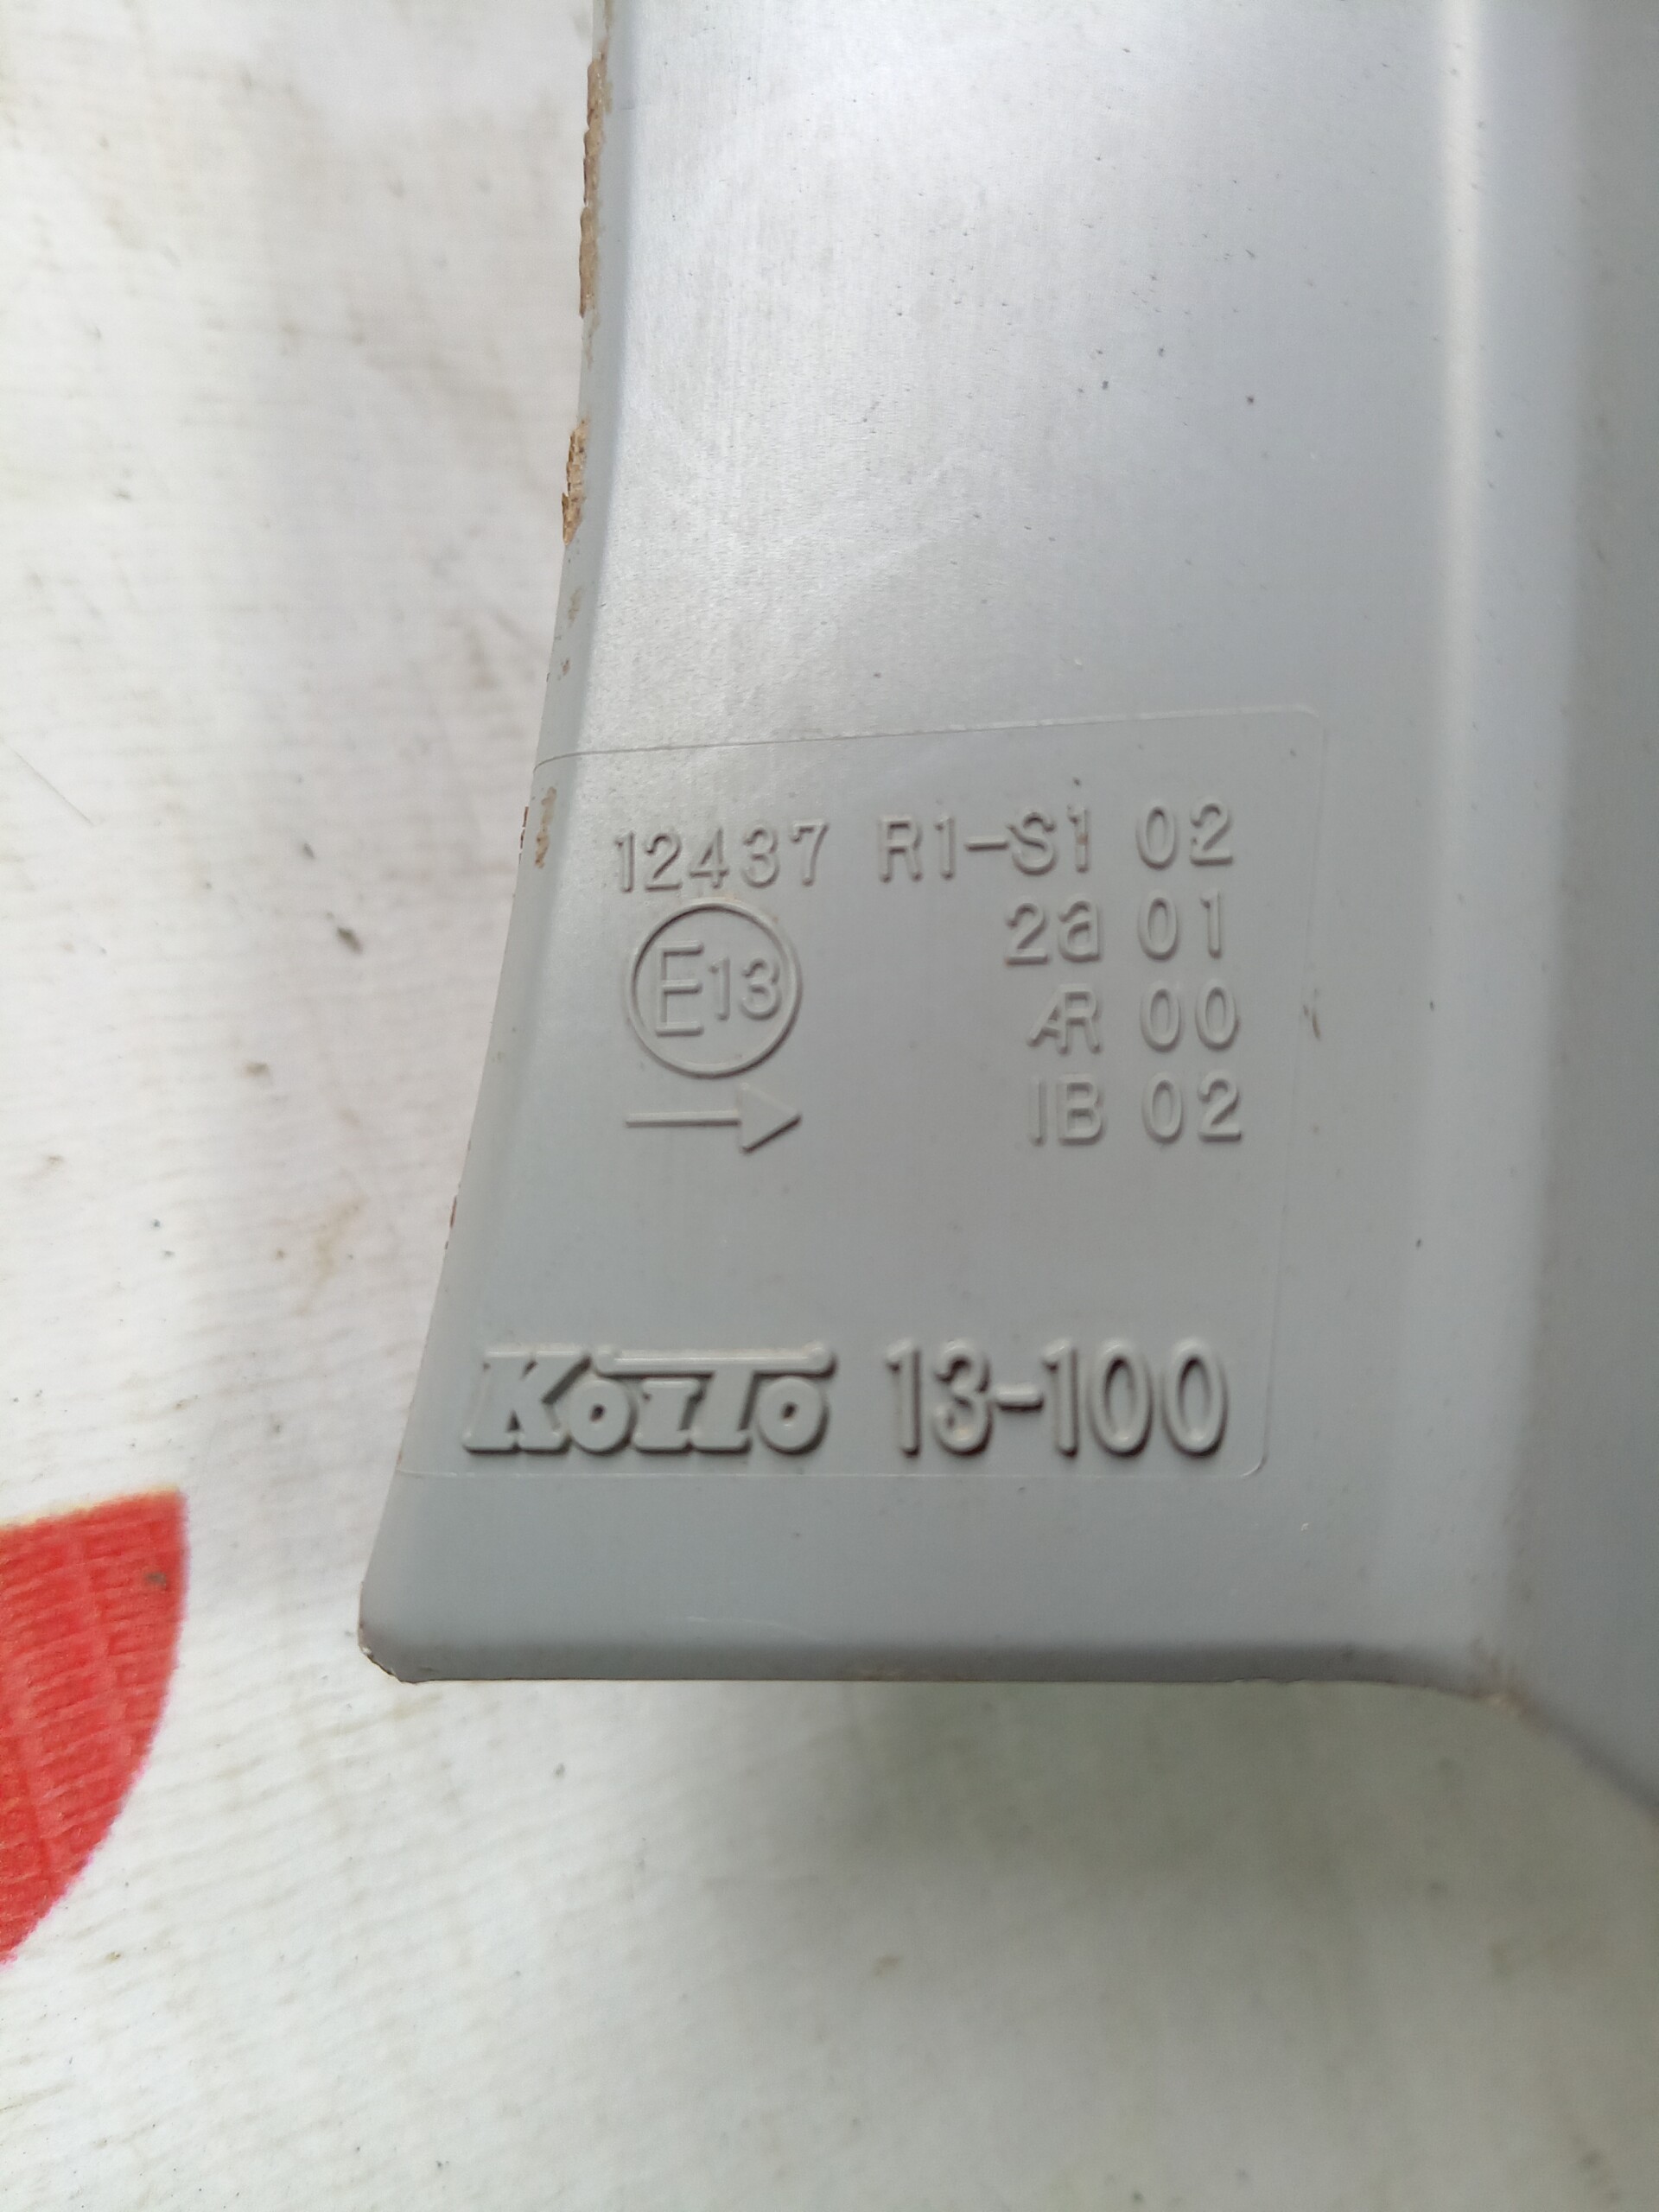 12437 R1-S1 02
2a 01
E13
AR 00
→
IB 02
KOITO 13-100